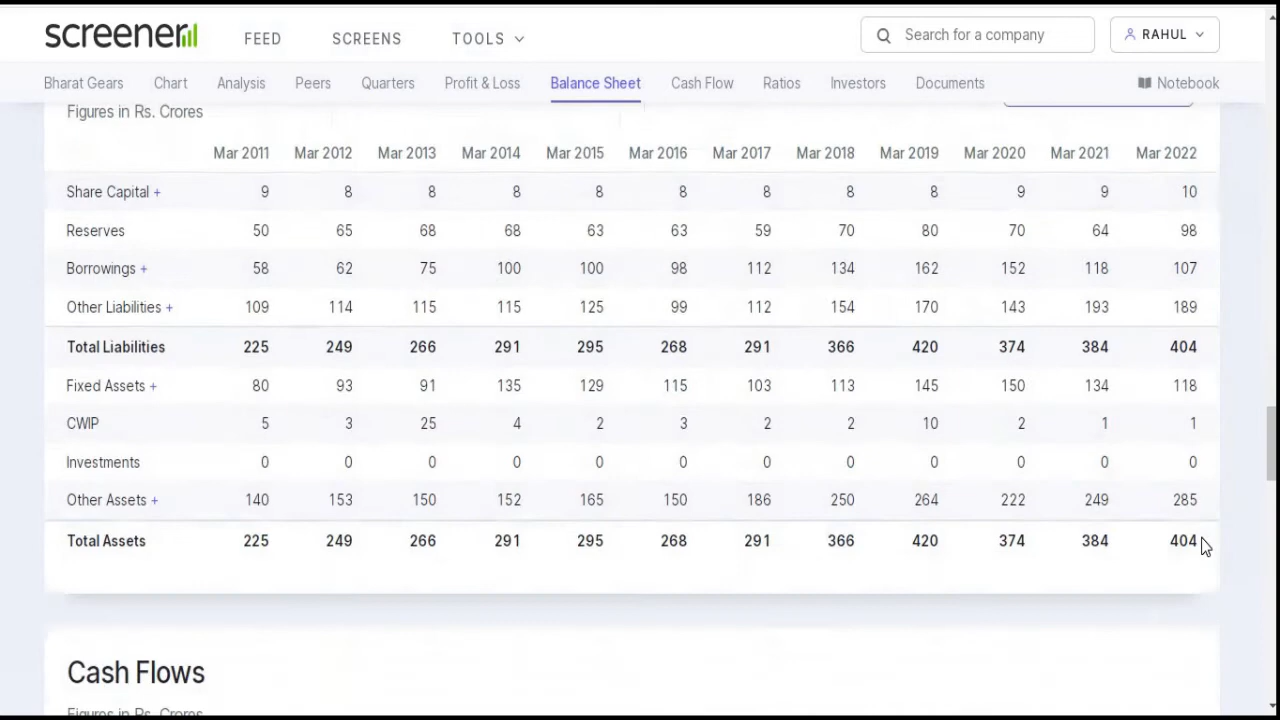 screener FEED SCREENS TOOLS Search for a company RAHUL
Bharat Gears Chart Analysis Peers Quarters Profit & Loss Balance Sheet Cash Flow Ratios Investors Documents Notebook
Figures in Rs. Crores
Mar 2011 Mar 2012 Mar 2013 Mar 2014 Mar 2015 Mar 2016 Mar 2017 Mar 2018 Mar 2019 Mar 2020 Mar 2021 Mar 2022
Share Capital + 9 8 8 8 8 8 8 8 8 9 9 10
Reserves 50 65 68 68 63 63 59 70 80 70 64 98
Borrowings + 58 62 75 100 100 98 112 134 162 152 118 107
Other Liabilities + 109 114 115 115 125 99 112 154 170 143 193 189
Total Liabilities 225 249 266 291 295 268 291 366 420 374 384 404
Fixed Assets + 80 93 91 135 129 115 103 113 145 150 134 118
CWIP 5 3 25 4 2 3 2 2 10 2 1 1
Investments 0 0 0 0 0 0 0 0 0 0 0 0
Other Assets + 140 153 150 152 165 150 186 250 264 222 249 285
Total Assets 225 249 266 291 295 268 291 366 420 374 384 404
Cash Flows
Figures in Rs. Crores